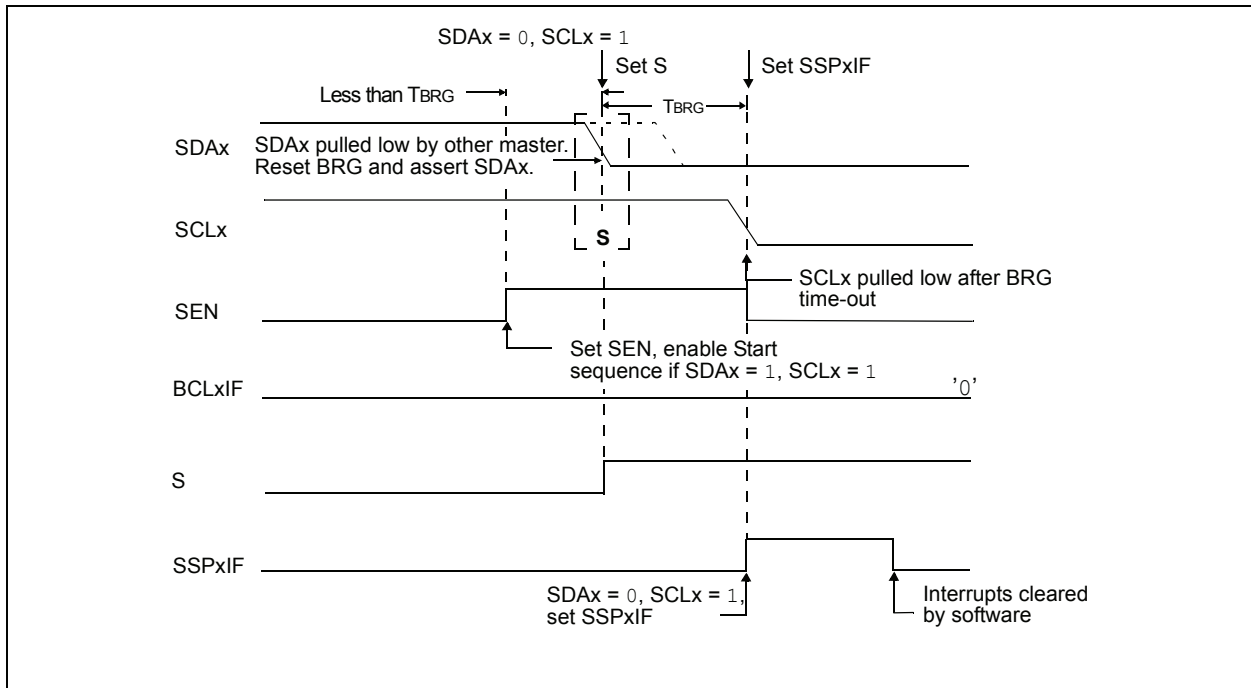 SDAx = 0, SCLx = 1
Set S
Set SSPxIF
Less than TBRG
TBRG
SDAx
SDAx pulled low by other master.
Reset BRG and assert SDAx.
SCLx
S
SCLx pulled low after BRG
time-out
SEN
Set SEN, enable Start
sequence if SDAx = 1, SCLx = 1
BCLxIF
'0'
S
SSPxIF
SDAx = 0, SCLx = 1,
set SSPxIF
Interrupts cleared
by software